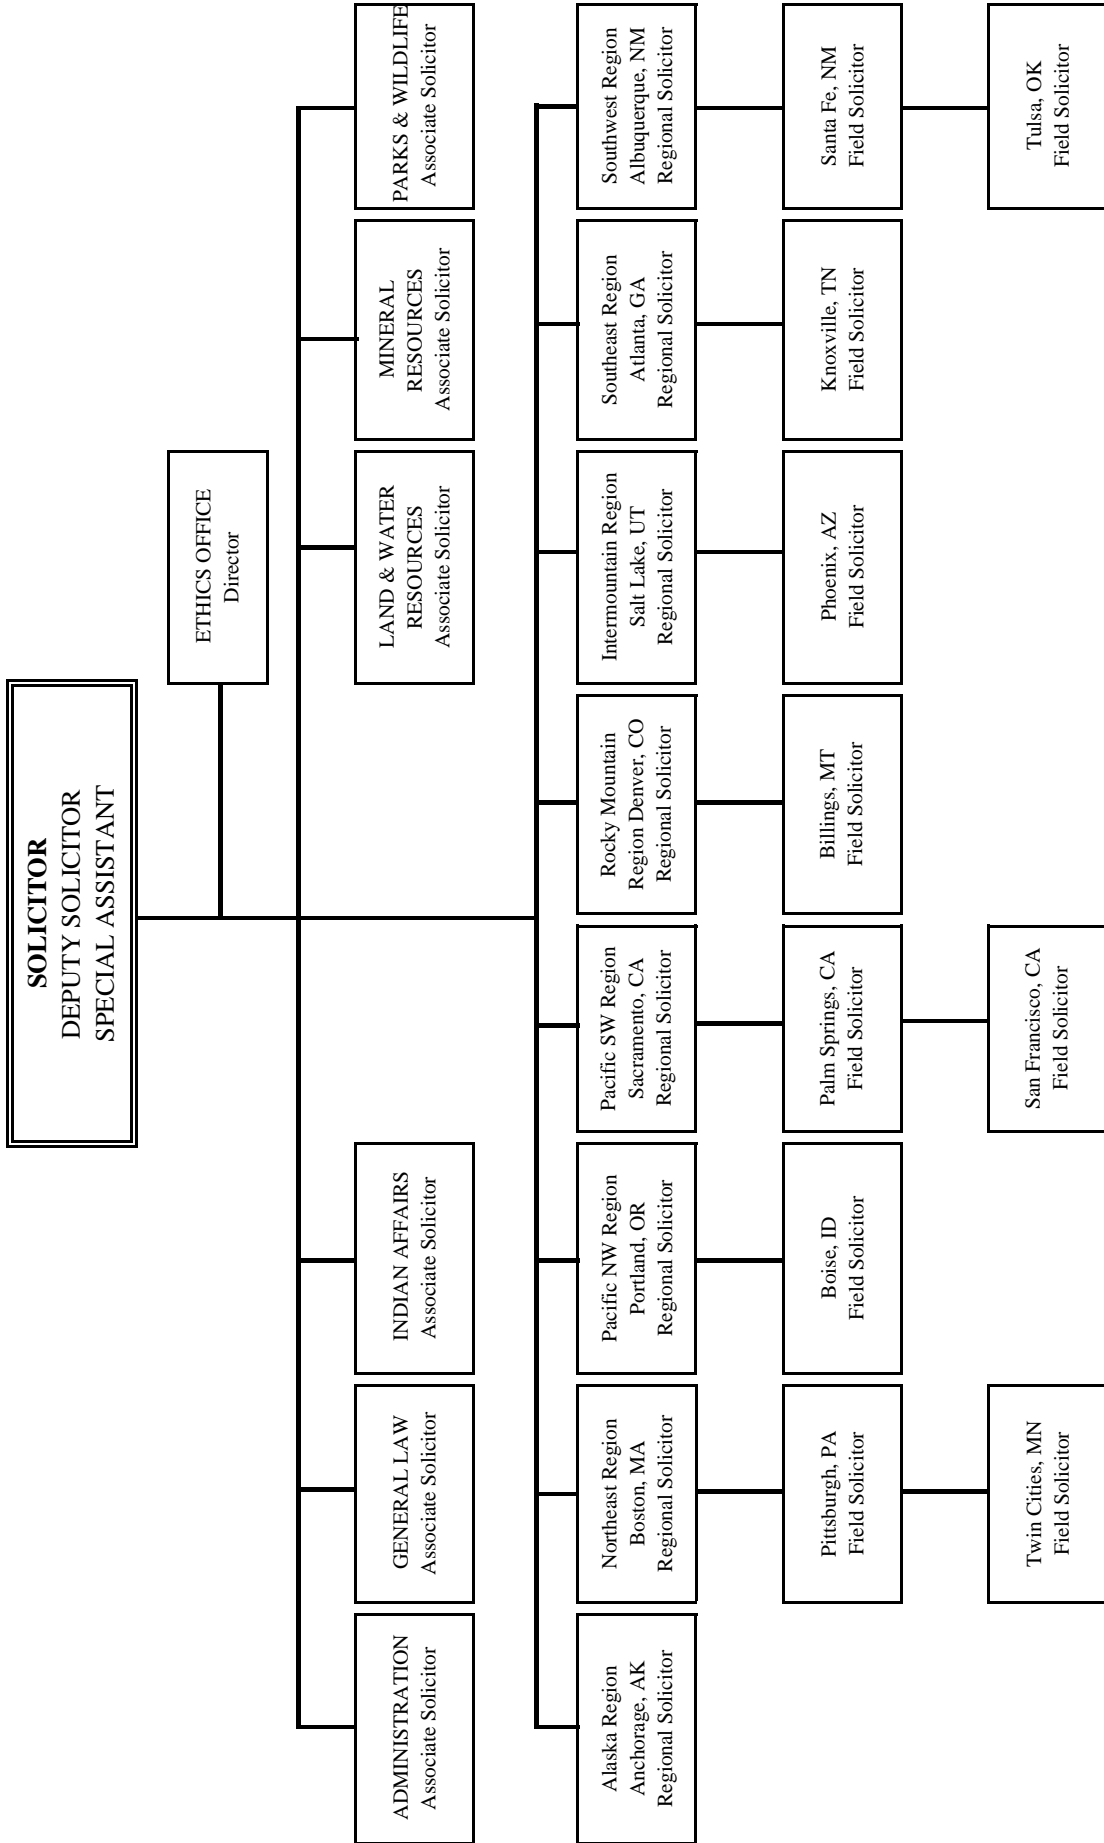 SOLICITOR
DEPUTY SOLICITOR
SPECIAL ASSISTANT
ETHICS OFFICE
Director
ADMINISTRATION
Associate Solicitor
GENERAL LAW
Associate Solicitor
INDIAN AFFAIRS
Associate Solicitor
LAND & WATER
RESOURCES
Associate Solicitor
MINERAL
RESOURCES
Associate Solicitor
PARKS & WILDLIFE
Associate Solicitor
Alaska Region
Anchorage, AK
Regional Solicitor
Northeast Region
Boston, MA
Regional Solicitor
Pacific NW Region
Portland, OR
Regional Solicitor
Pacific SW Region
Sacramento, CA
Regional Solicitor
Rocky Mountain
Region Denver, CO
Regional Solicitor
Intermountain Region
Salt Lake, UT
Regional Solicitor
Southeast Region
Atlanta, GA
Regional Solicitor
Southwest Region
Albuquerque, NM
Regional Solicitor
Pittsburgh, PA
Field Solicitor
Boise, ID
Field Solicitor
Palm Springs, CA
Field Solicitor
Billings, MT
Field Solicitor
Phoenix, AZ
Field Solicitor
Knoxville, TN
Field Solicitor
Santa Fe, NM
Field Solicitor
Twin Cities, MN
Field Solicitor
San Francisco, CA
Field Solicitor
Tulsa, OK
Field Solicitor